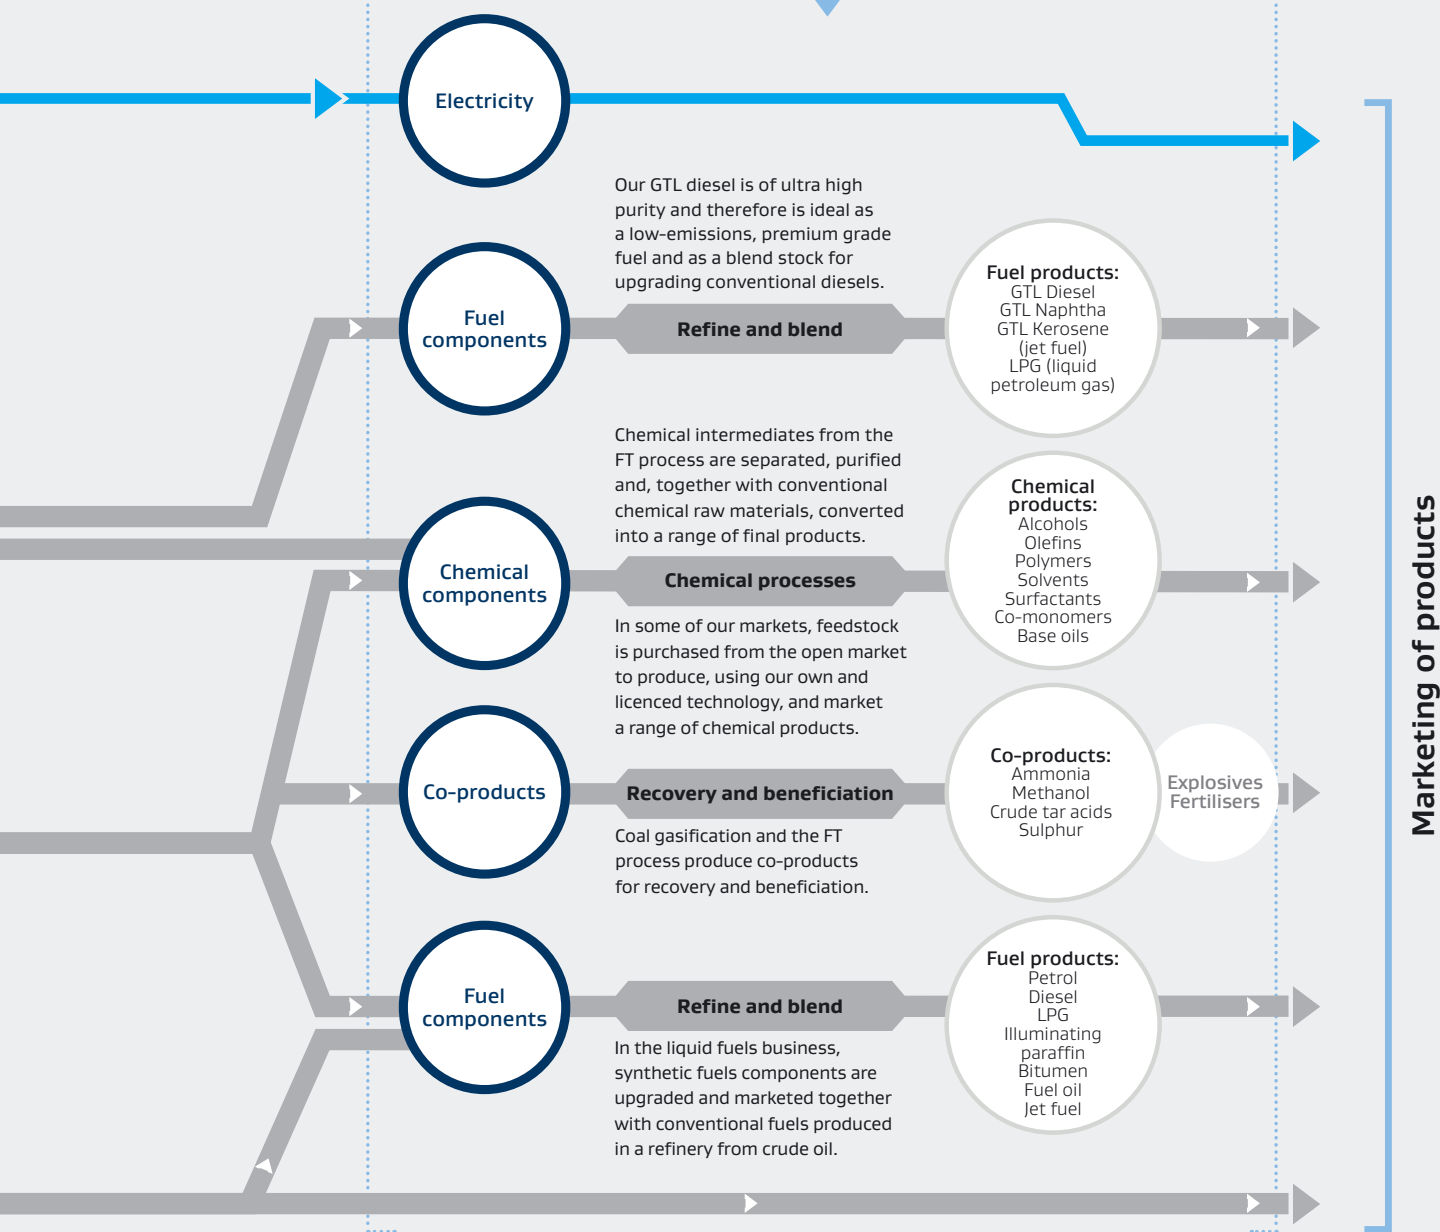 Electricity
Our GTL diesel is of ultra high
purity and therefore is ideal as
a low-emissions, premium grade
fuel and as a blend stock for
upgrading conventional diesels.
Fuel
components
Refine and blend
Fuel products:
GTL Diesel
GTL Naphtha
GTL Kerosene
(jet fuel)
LPG (liquid
petroleum gas)
Chemical intermediates from the
FT process are separated, purified
and, together with conventional
chemical raw materials, converted
into a range of final products.
Chemical
components
Chemical processes
Chemical
products:
Alcohols
Olefins
Polymers
Solvents
Surfactants
Co-monomers
Base oils
In some of our markets, feedstock
is purchased from the open market
to produce, using our own and
licenced technology, and market
a range of chemical products.
Co-products
Recovery and beneficiation
Co-products:
Ammonia
Methanol
Crude tar acids
Sulphur
Explosives
Fertilisers
Coal gasification and the FT
process produce co-products
for recovery and beneficiation.
Fuel
components
Refine and blend
Fuel products:
Petrol
Diesel
LPG
Illuminating
paraffin
Bitumen
Fuel oil
Jet fuel
In the liquid fuels business,
synthetic fuels components are
upgraded and marketed together
with conventional fuels produced
in a refinery from crude oil.
Marketing of products